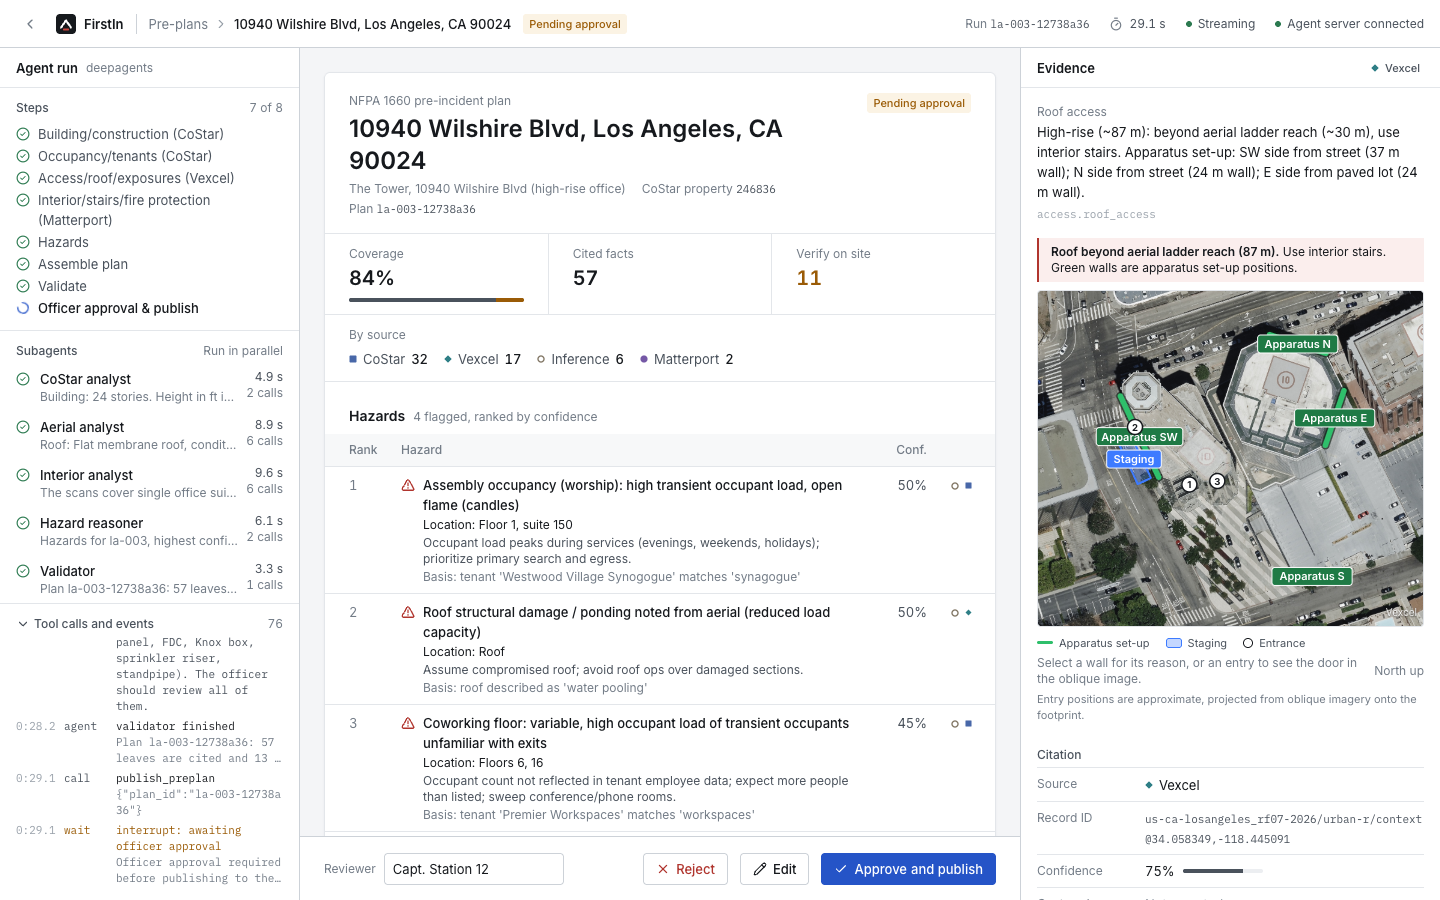 FirstIn
Pre-plans
10940 Wilshire Blvd, Los Angeles, CA 90024
Pending approval
Run la-003-12738a36
29.1 s
Streaming
Agent server connected
Agent run deepagents
Steps
7 of 8
Building/construction (CoStar)
Occupancy/tenants (CoStar)
Access/roof/exposures (Vexcel)
Interior/stairs/fire protection
(Matterport)
Hazards
Assemble plan
Validate
Officer approval & publish
Subagents
Run in parallel
CoStar analyst
4.9 s
Building: 24 stories. Height in ft i...
2 calls
Aerial analyst
8.9 s
Roof: Flat membrane roof, condit...
6 calls
Interior analyst
9.6 s
The scans cover single office sui...
6 calls
Hazard reasoner
6.1 s
Hazards for la-003, highest confi...
2 calls
Validator
3.3 s
Plan la-003-12738a36: 57 leaves...
1 calls
Tool calls and events
76
panel, FDC, Knox box,
sprinkler riser,
standpipe). The officer
should review all of
them.
0:28.2 agent validator finished
Plan la-003-12738a36: 57
leaves are cited and 13 …
0:29.1 call publish_preplan
{"plan_id":"la-003-12738a
36"}
0:29.1 wait interrupt: awaiting
officer approval
Officer approval required
before publishing to the…
NFPA 1660 pre-incident plan
Pending approval
10940 Wilshire Blvd, Los Angeles, CA
90024
The Tower, 10940 Wilshire Blvd (high-rise office)
CoStar property 246836
Plan la-003-12738a36
Coverage
84%
Cited facts
57
Verify on site
11
By source
CoStar 32
Vexcel 17
Inference 6
Matterport 2
Hazards 4 flagged, ranked by confidence
Rank Hazard Conf.
1 Assembly occupancy (worship): high transient occupant load, open 50%
flame (candles)
Location: Floor 1, suite 150
Occupant load peaks during services (evenings, weekends, holidays);
prioritize primary search and egress.
Basis: tenant 'Westwood Village Synogogue' matches 'synagogue'
2 Roof structural damage / ponding noted from aerial (reduced load 50%
capacity)
Location: Roof
Assume compromised roof; avoid roof ops over damaged sections.
Basis: roof described as 'water pooling'
3 Coworking floor: variable, high occupant load of transient occupants 45%
unfamiliar with exits
Location: Floors 6, 16
Occupant count not reflected in tenant employee data; expect more people
than listed; sweep conference/phone rooms.
Basis: tenant 'Premier Workspaces' matches 'workspaces'
Reviewer
Capt. Station 12
Reject
Edit
Approve and publish
Evidence
Vexcel
Roof access
High-rise (~87 m): beyond aerial ladder reach (~30 m), use
interior stairs. Apparatus set-up: SW side from street (37 m
wall); N side from street (24 m wall); E side from paved lot (24
m wall).
access.roof_access
Roof beyond aerial ladder reach (87 m). Use interior stairs.
Green walls are apparatus set-up positions.
Apparatus N
Apparatus E
2
Apparatus SW
Staging
1
3
Apparatus S
Vexcel
Apparatus set-up
Staging
Entrance
Select a wall for its reason, or an entry to see the door in
the oblique image.
North up
Entry positions are approximate, projected from oblique imagery onto the
footprint.
Citation
Source
Vexcel
Record ID
us-ca-losangeles_rf07-2026/urban-r/context
@34.058349,-118.445091
Confidence
75%